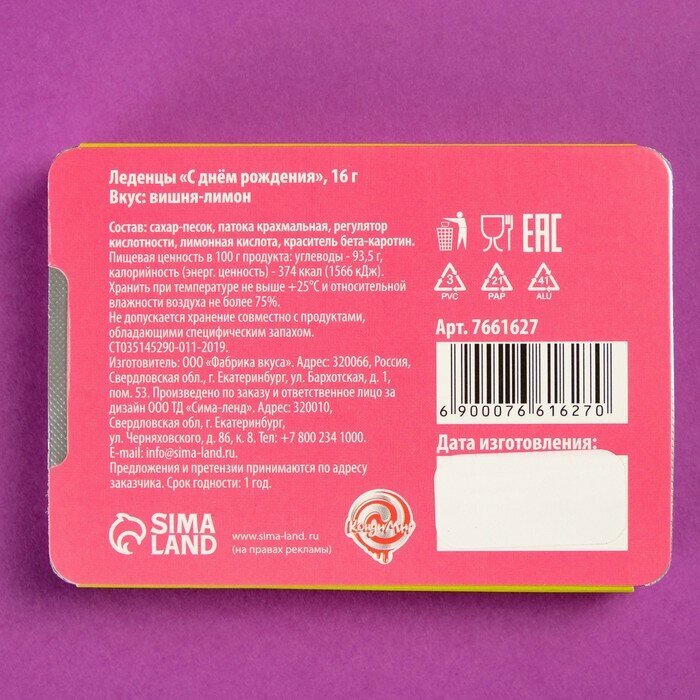 Леденцы «С днём рождения», 16 г
Вкус: вишня-лимон
Состав: сахар-песок, патока крахмальная, регулятор
кислотности, лимонная кислота, краситель бета-каротин.
Пищевая ценность в 100 г продукта: углеводы - 93,5 г,
калорийность (энерг. ценность) - 374 ккал (1566 кДж).
Хранить при температуре не выше +25°С и относительной
влажности воздуха не более 75%.
Не допускается хранение совместно с продуктами,
обладающими специфическим запахом.
СТО35145290-011-2019.
Изготовитель: ООО «Фабрика вкуса». Адрес: 320066, Россия,
Свердловская обл., г. Екатеринбург, ул. Бархотская, д. 1,
пом. 53. Произведено по заказу и ответственное лицо за
дизайн ООО ТД «Сима-ленд». Адрес: 320010,
Свердловская обл., г. Екатеринбург,
ул. Черняховского, д. 86, к. 8. Тел: +7 800 234 1000.
E-mail: info@sima-land.ru.
Предложения и претензии принимаются по адресу
заказчика. Срок годности: 1 год.
SIMA
LAND
www.sima-land.ru
(на правах рекламы)
КондиМир
EAC
3 21 41
PVC PAP ALU
Арт. 7661627
6 900076 616270
Дата изготовления: